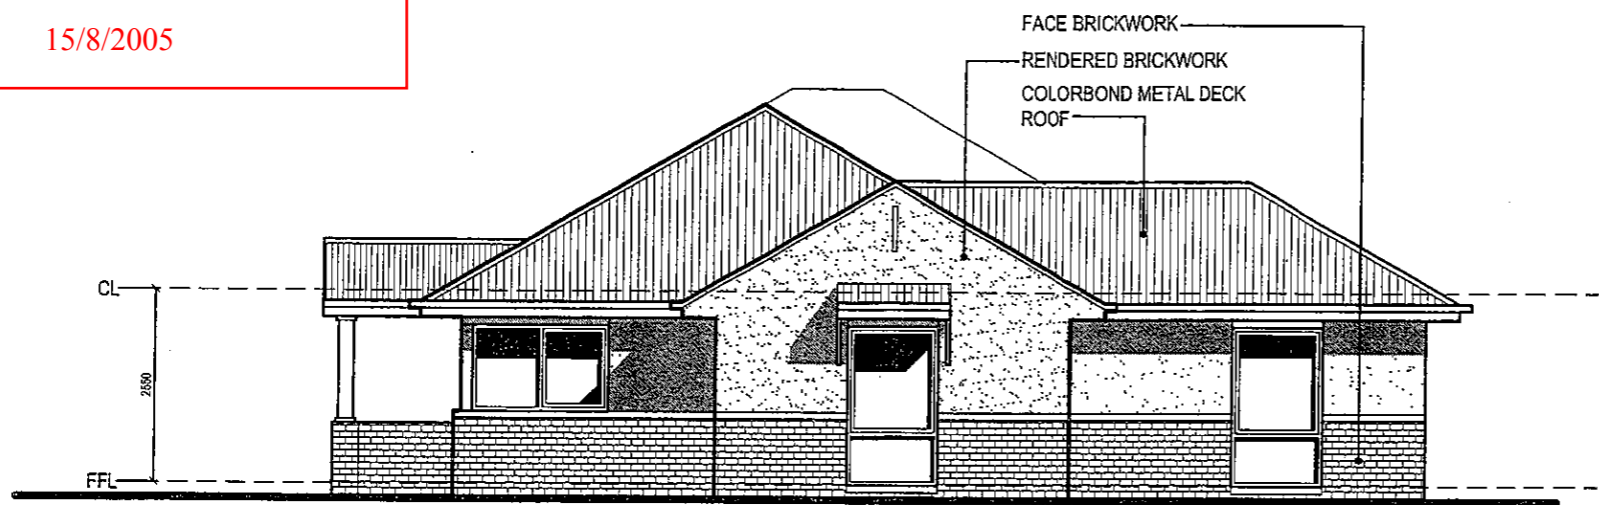 15/8/2005
FACE BRICKWORK
RENDERED BRICKWORK
COLORBOND METAL DECK
ROOF
CL
2550
FFL